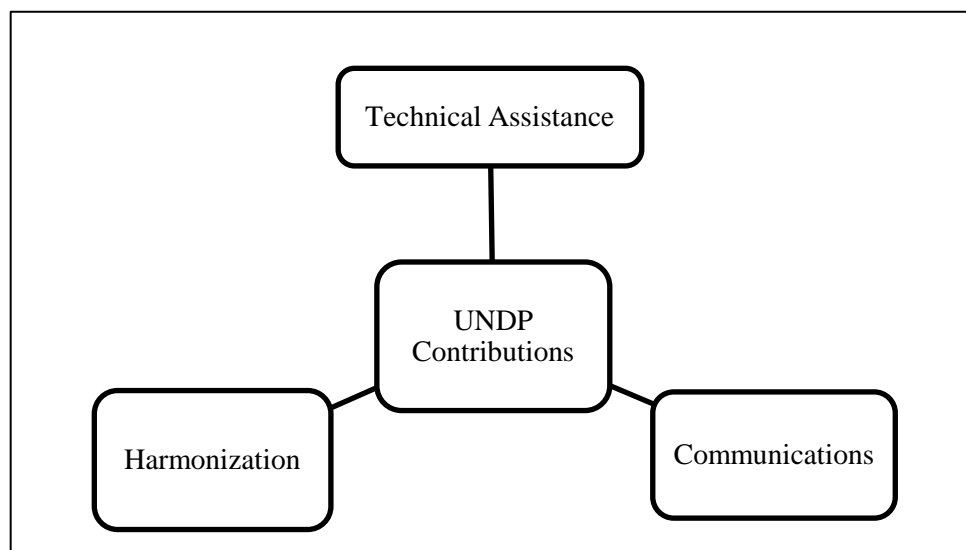 Technical Assistance
UNDP
Contributions
Harmonization
Communications